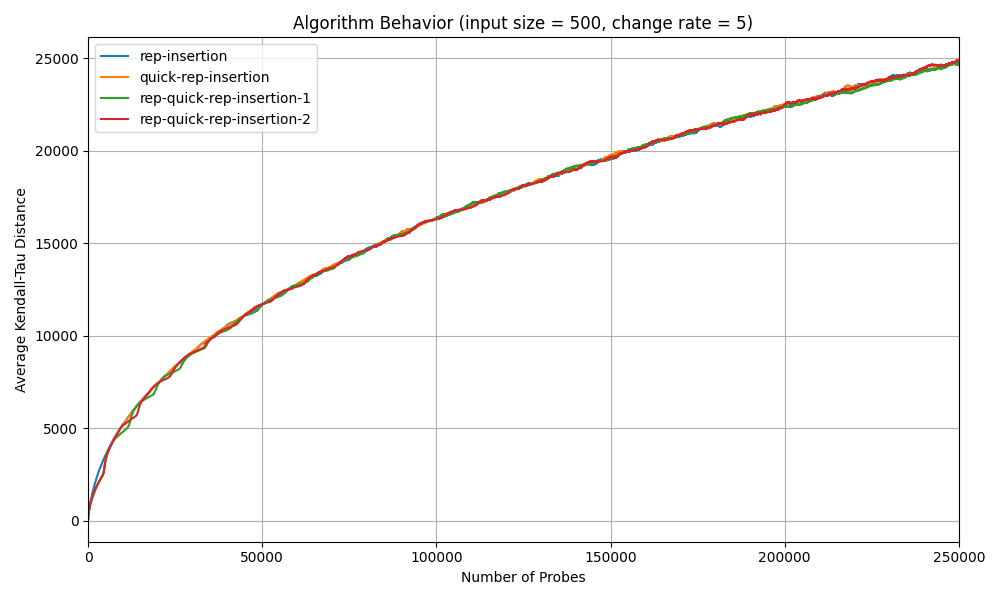 Algorithm Behavior (input size = 500, change rate = 5)
rep-insertion
quick-rep-insertion
rep-quick-rep-insertion-1
rep-quick-rep-insertion-2
Average Kendall-Tau Distance
25000
20000
15000
10000
5000
0
0 50000 100000 150000 200000 250000
Number of Probes